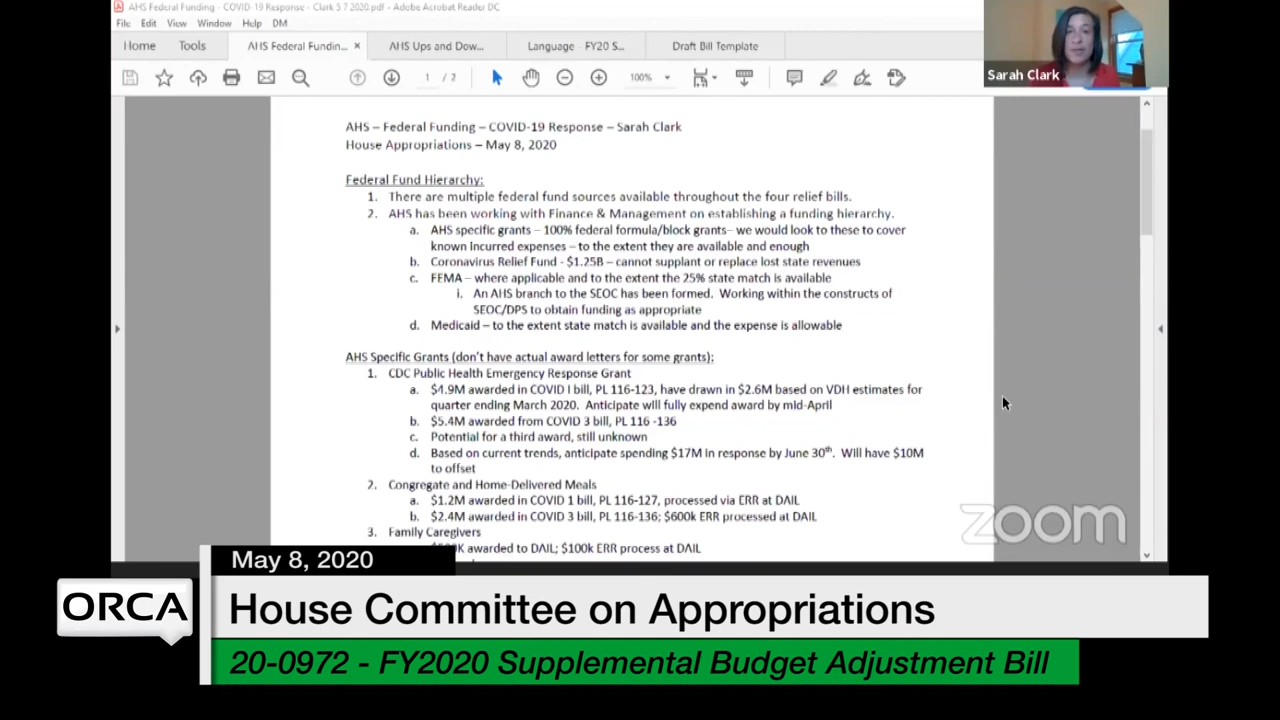 AHS Federal Funding - COVID-19 Response - Clark 5 7 2020.pdf - Adobe Acrobat Reader DC
File Edit View Window Help DM
Home Tools AHS Federal Fundin... × AHS Ups and Dow... Language - FY20 S... Draft Bill Template
1 / 2 100%
Sarah Clark
AHS – Federal Funding – COVID-19 Response – Sarah Clark
House Appropriations – May 8, 2020
Federal Fund Hierarchy:
1. There are multiple federal fund sources available throughout the four relief bills.
2. AHS has been working with Finance & Management on establishing a funding hierarchy.
a. AHS specific grants – 100% federal formula/block grants– we would look to these to cover
known incurred expenses – to the extent they are available and enough
b. Coronavirus Relief Fund - $1.25B – cannot supplant or replace lost state revenues
c. FEMA – where applicable and to the extent the 25% state match is available
i. An AHS branch to the SEOC has been formed. Working within the constructs of
SEOC/DPS to obtain funding as appropriate
d. Medicaid – to the extent state match is available and the expense is allowable
AHS Specific Grants (don't have actual award letters for some grants):
1. CDC Public Health Emergency Response Grant
a. $4.9M awarded in COVID I bill, PL 116-123, have drawn in $2.6M based on VDH estimates for
quarter ending March 2020. Anticipate will fully expend award by mid-April
b. $5.4M awarded from COVID 3 bill, PL 116 -136
c. Potential for a third award, still unknown
d. Based on current trends, anticipate spending $17M in response by June 30th. Will have $10M
to offset
2. Congregate and Home-Delivered Meals
a. $1.2M awarded in COVID 1 bill, PL 116-127, processed via ERR at DAIL
b. $2.4M awarded in COVID 3 bill, PL 116-136; $600k ERR processed at DAIL
3. Family Caregivers
awarded to DAIL; $100k ERR process at DAIL
zoom
May 8, 2020
ORCA
House Committee on Appropriations
20-0972 - FY2020 Supplemental Budget Adjustment Bill